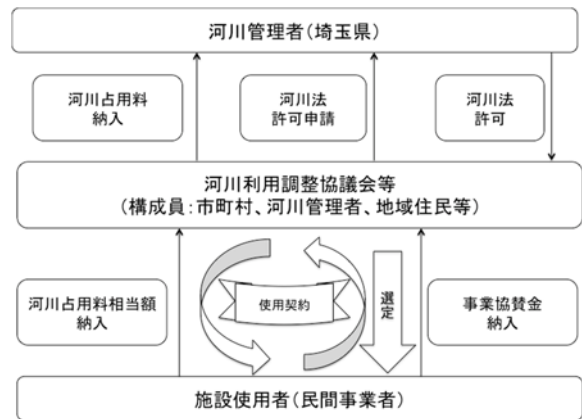 河川管理者(埼玉県)
河川占用料
納入
河川法
許可申請
河川法
許可
河川利用調整協議会等
(構成員:市町村、河川管理者、地域住民等)
河川占用料相当額
納入
使用契約
選定
事業協賛金
納入
施設使用者(民間事業者)